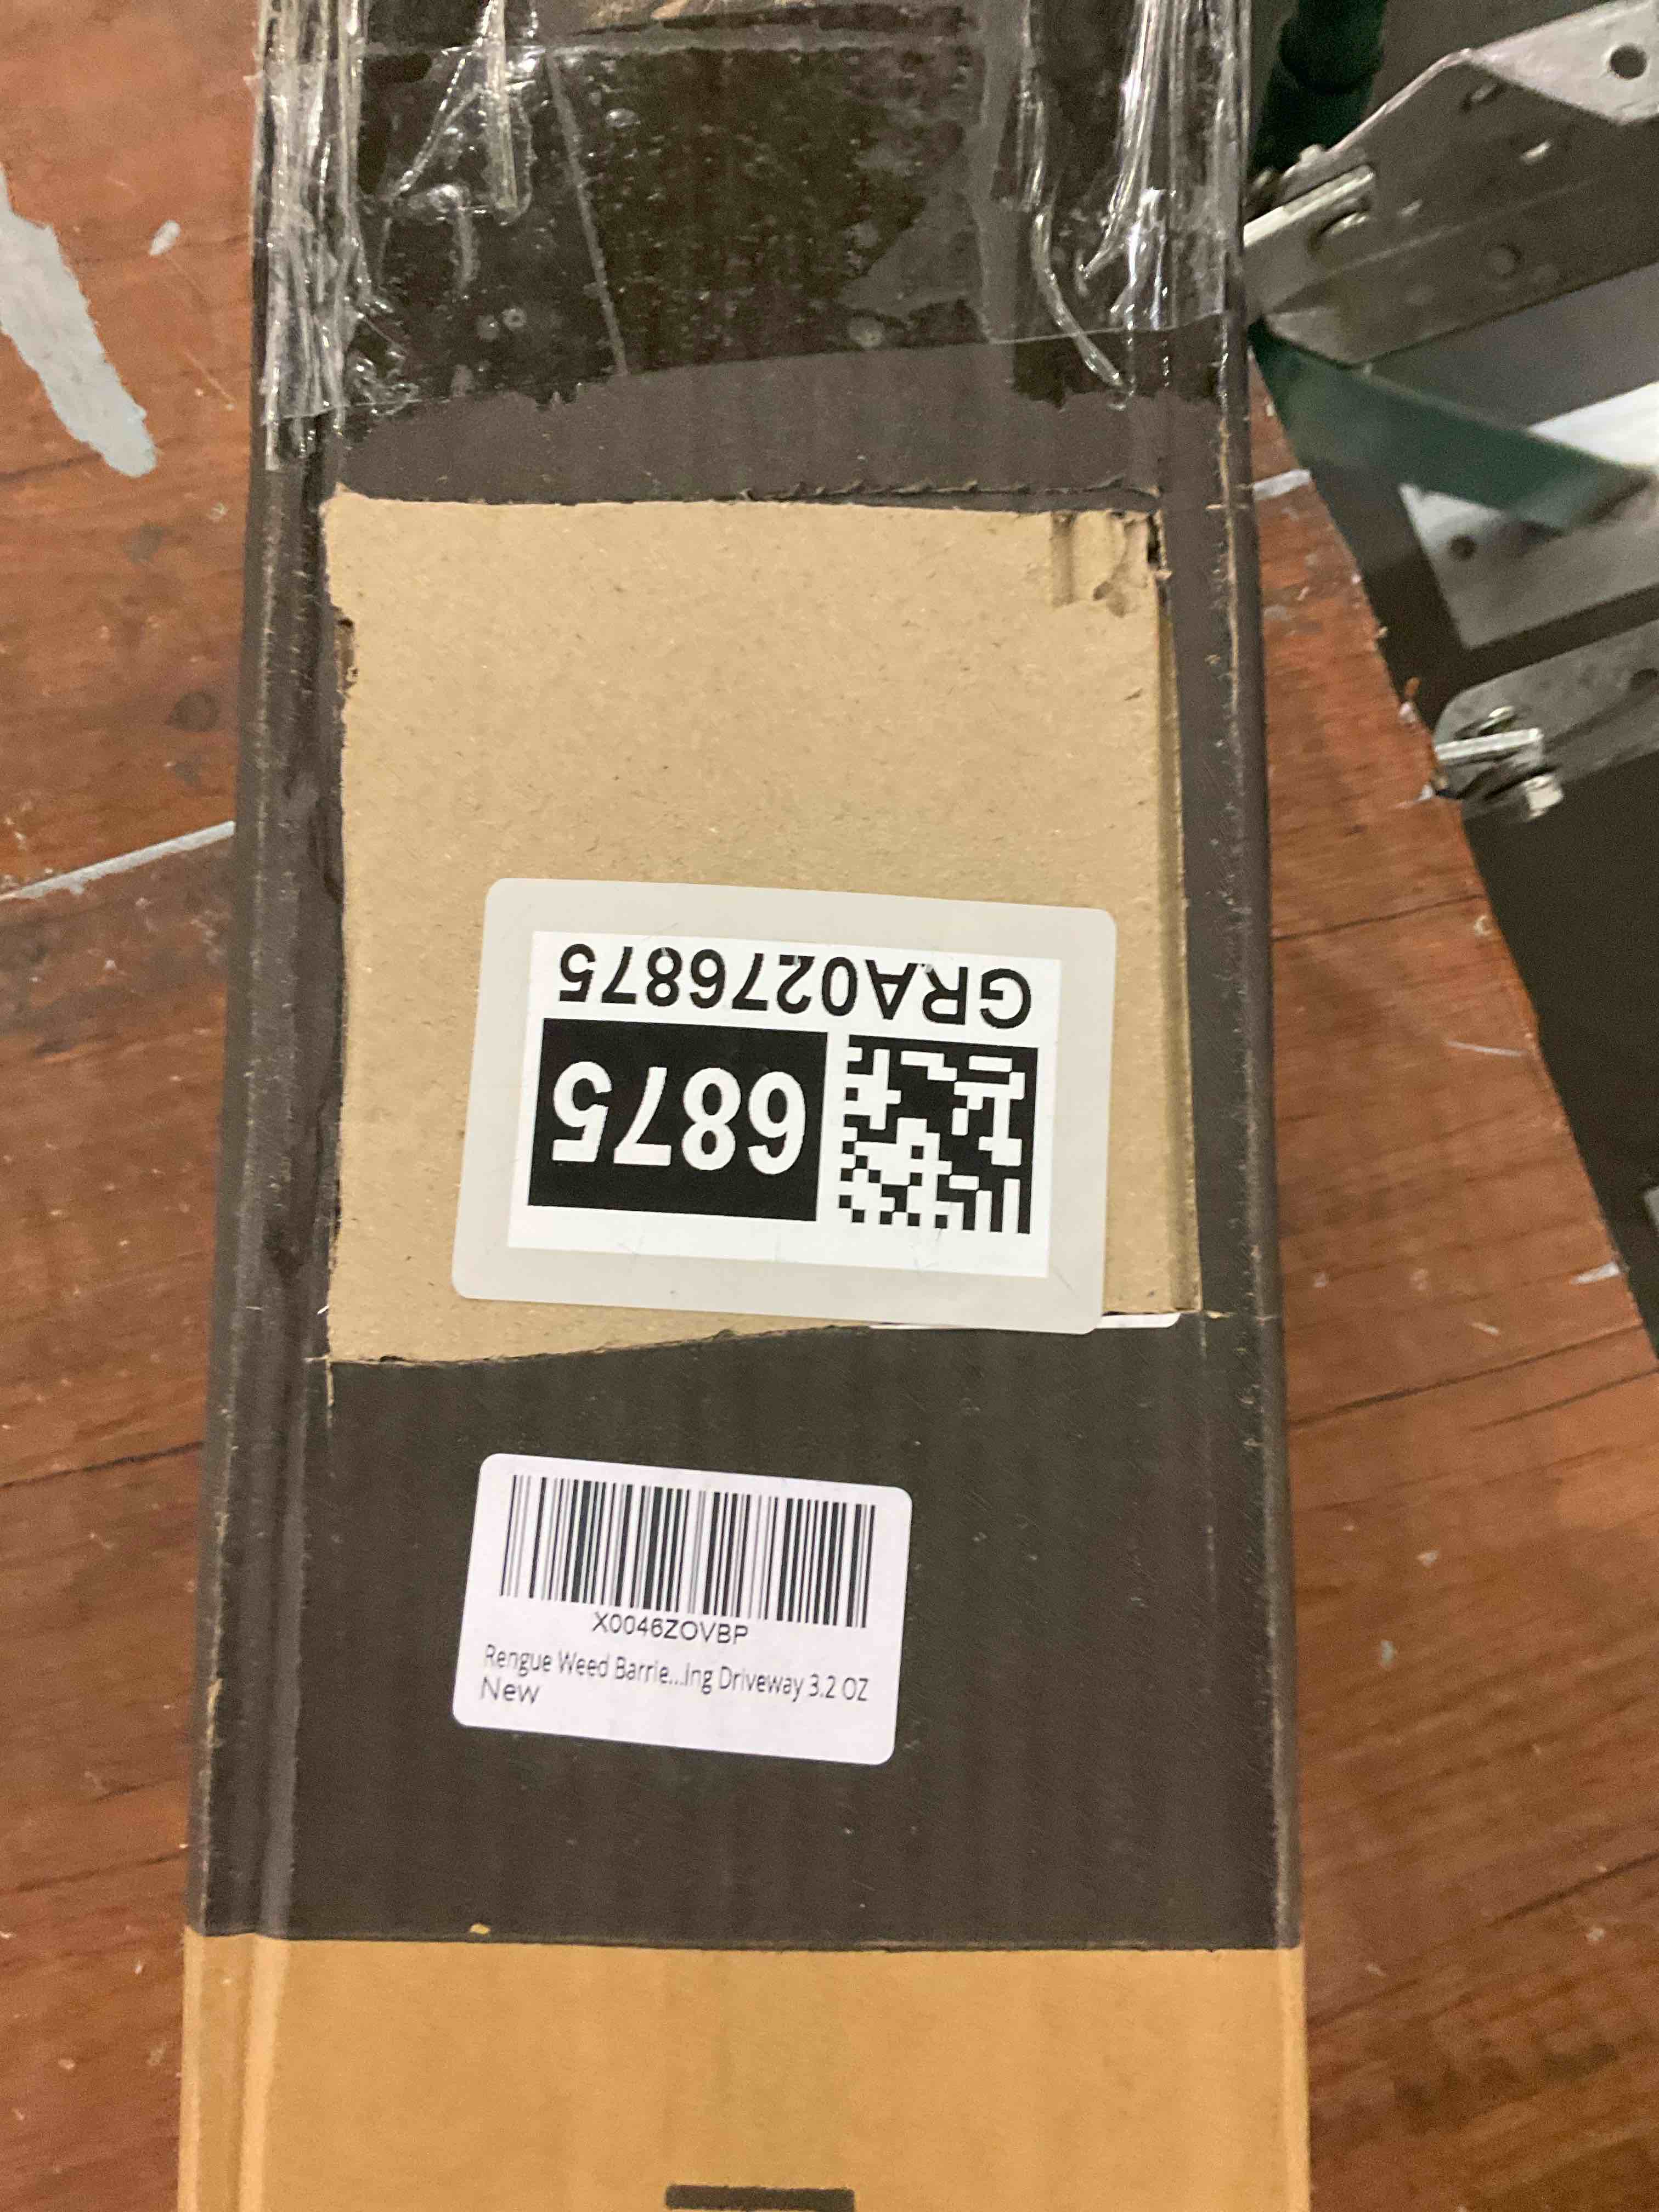 GRA0276875
6875
X0046ZOVBP
Rengue Weed Barrie...ing Driveway 3.2 OZ
New